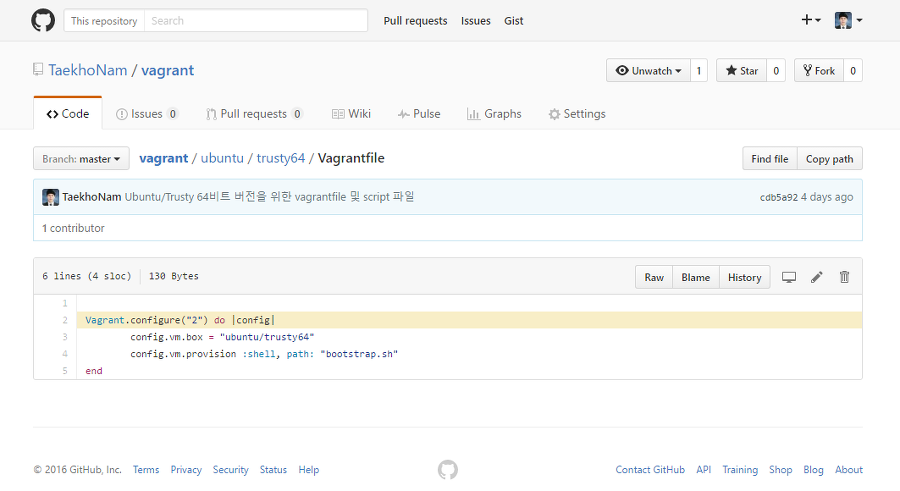 This repository Search Pull requests Issues Gist
TaekhoNam / vagrant Unwatch 1 Star 0 Fork 0
Code Issues 0 Pull requests 0 Wiki Pulse Graphs Settings
Branch: master vagrant / ubuntu / trusty64 / Vagrantfile Find file Copy path
TaekhoNam Ubuntu/Trusty 64비트 버전을 위한 vagrantfile 및 script 파일 cdb5a92 4 days ago
1 contributor
6 lines (4 sloc) 130 Bytes Raw Blame History
1
2 Vagrant.configure("2") do |config|
3 config.vm.box = "ubuntu/trusty64"
4 config.vm.provision :shell, path: "bootstrap.sh"
5 end
© 2016 GitHub, Inc. Terms Privacy Security Status Help Contact GitHub API Training Shop Blog About